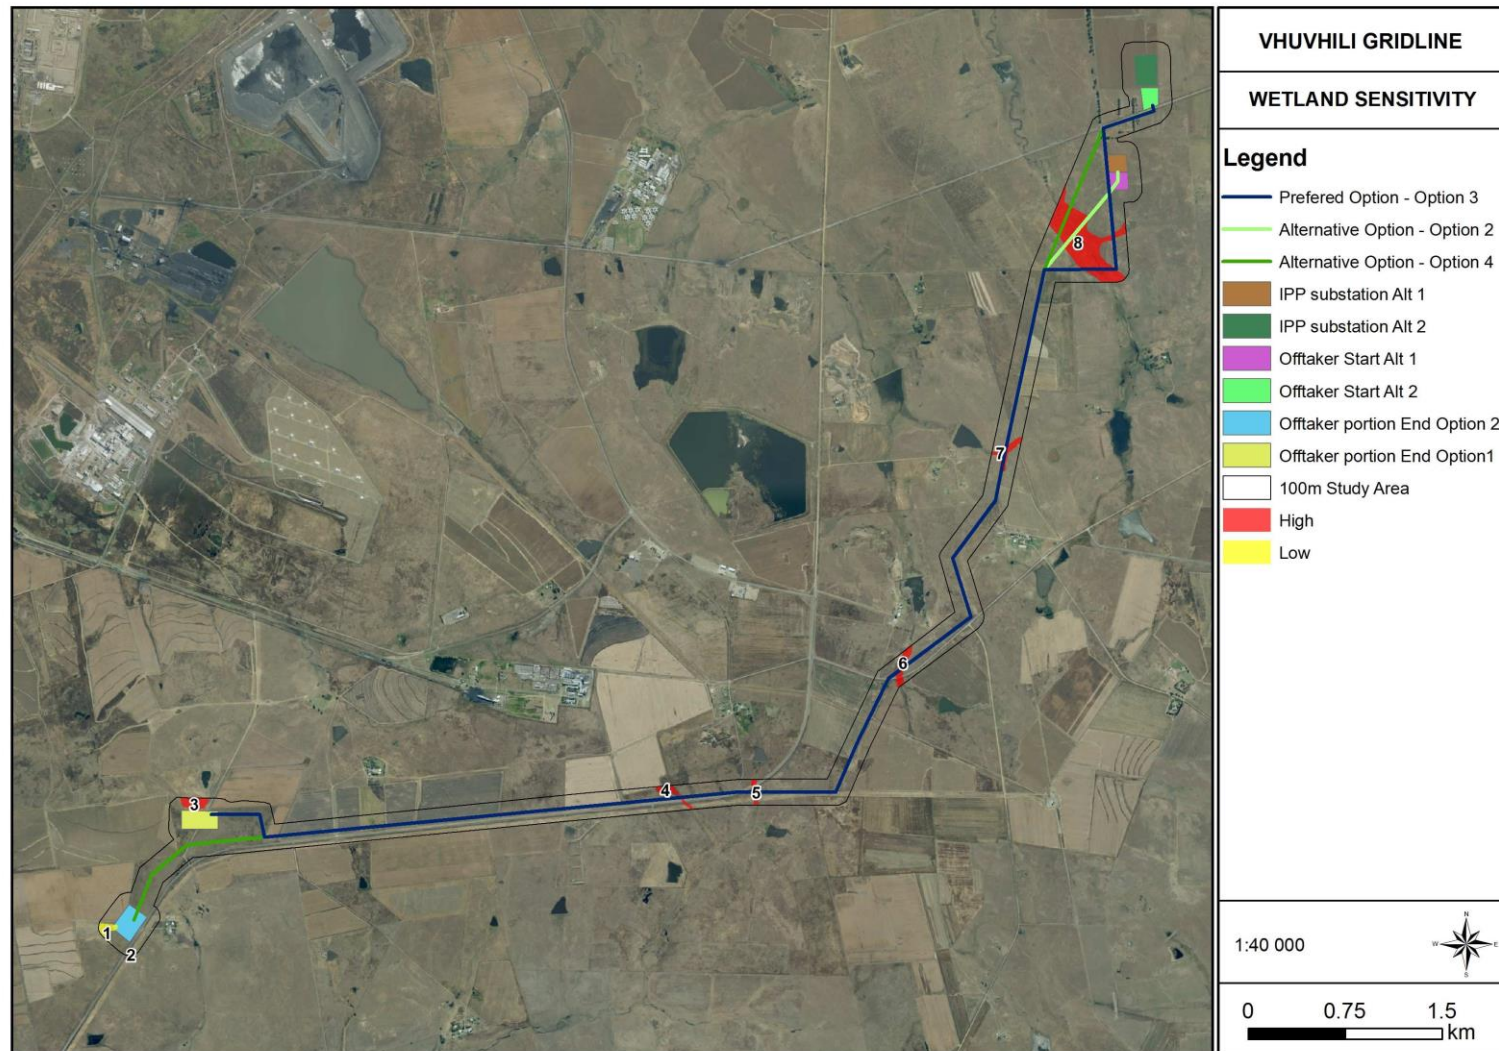 VHUVHILI GRIDLINE
WETLAND SENSITIVITY
Legend
Prefered Option - Option 3
Alternative Option - Option 2
Alternative Option - Option 4
IPP substation Alt 1
IPP substation Alt 2
Offtaker Start Alt 1
Offtaker Start Alt 2
Offtaker portion End Option 2
Offtaker portion End Option1
100m Study Area
High
Low
8
7
6
4
5
3
1
2
1:40 000
N
W
E
S
0 0.75 1.5
km